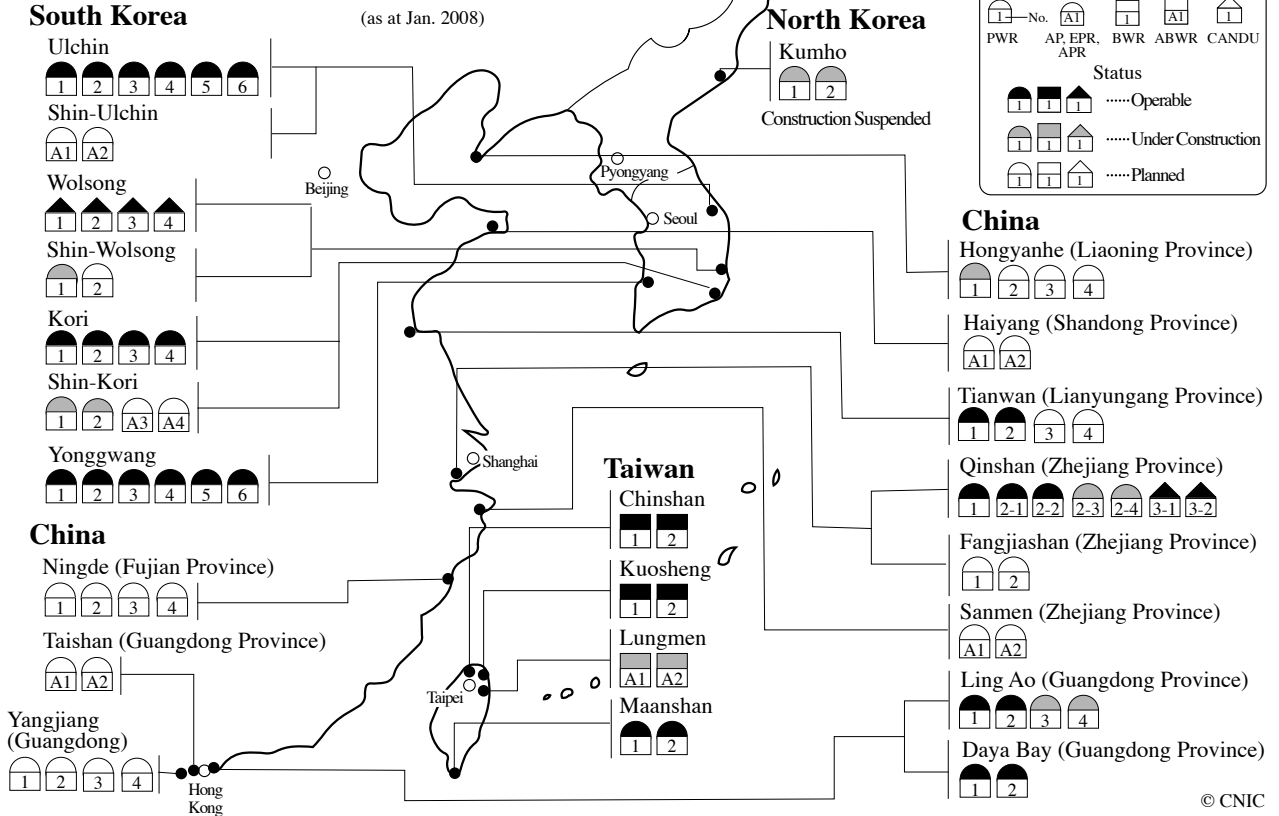 South Korea
(as at Jan. 2008)
Ulchin
1 2 3 4 5 6
Shin-Ulchin
A1 A2
Wolsong
1 2 3 4
Shin-Wolsong
1 2
Kori
1 2 3 4
Shin-Kori
1 2 A3 A4
Yonggwang
1 2 3 4 5 6
China
Ningde (Fujian Province)
1 2 3 4
Taishan (Guangdong Province)
A1 A2
Yangjiang
(Guangdong)
1 2 3 4
Beijing
Pyongyang
Seoul
Shanghai
Taipei
Hong
Kong
North Korea
Kumho
1 2
Construction Suspended
Taiwan
Chinshan
1 2
Kuosheng
1 2
Lungmen
A1 A2
Maanshan
1 2
1 No. A1 1 A1 1
PWR AP, EPR, APR BWR ABWR CANDU
Status
1 1 1 ······Operable
1 1 1 ······Under Construction
1 1 1 ······Planned
China
Hongyanhe (Liaoning Province)
1 2 3 4
Haiyang (Shandong Province)
A1 A2
Tianwan (Lianyungang Province)
1 2 3 4
Qinshan (Zhejiang Province)
1 2-1 2-2 2-3 2-4 3-1 3-2
Fangjiashan (Zhejiang Province)
1 2
Sanmen (Zhejiang Province)
A1 A2
Ling Ao (Guangdong Province)
1 2 3 4
Daya Bay (Guangdong Province)
1 2
© CNIC